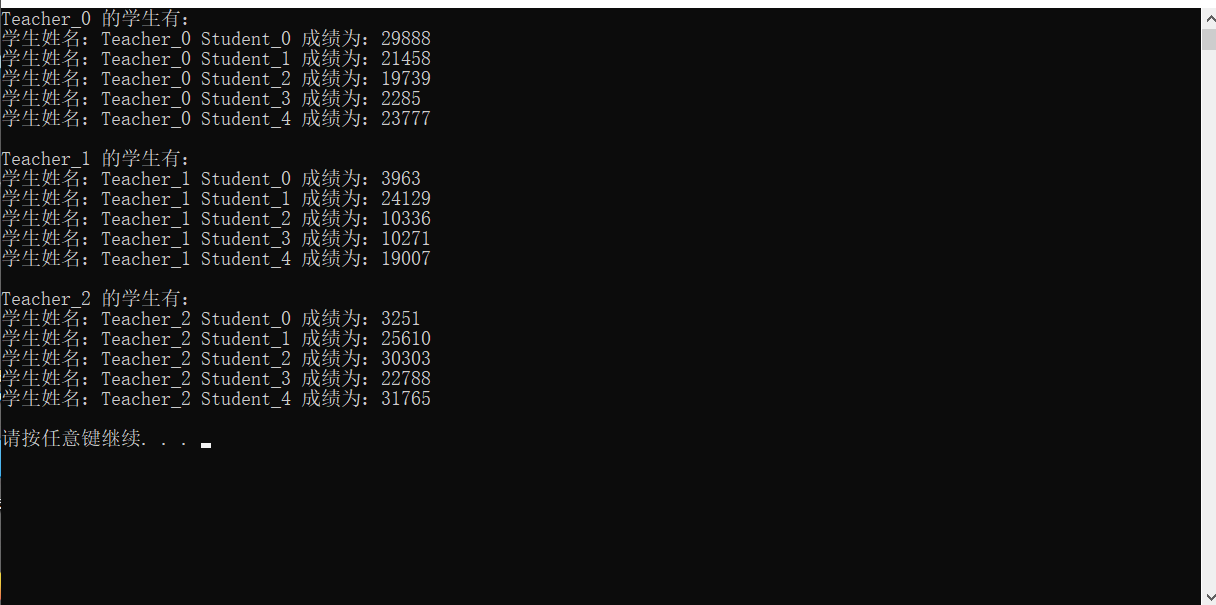 Teacher_0 的学生有：
学生姓名：Teacher_0 Student_0 成绩为：29888
学生姓名：Teacher_0 Student_1 成绩为：21458
学生姓名：Teacher_0 Student_2 成绩为：19739
学生姓名：Teacher_0 Student_3 成绩为：2285
学生姓名：Teacher_0 Student_4 成绩为：23777
Teacher_1 的学生有：
学生姓名：Teacher_1 Student_0 成绩为：3963
学生姓名：Teacher_1 Student_1 成绩为：24129
学生姓名：Teacher_1 Student_2 成绩为：10336
学生姓名：Teacher_1 Student_3 成绩为：10271
学生姓名：Teacher_1 Student_4 成绩为：19007
Teacher_2 的学生有：
学生姓名：Teacher_2 Student_0 成绩为：3251
学生姓名：Teacher_2 Student_1 成绩为：25610
学生姓名：Teacher_2 Student_2 成绩为：30303
学生姓名：Teacher_2 Student_3 成绩为：22788
学生姓名：Teacher_2 Student_4 成绩为：31765
请按任意键继续. . .